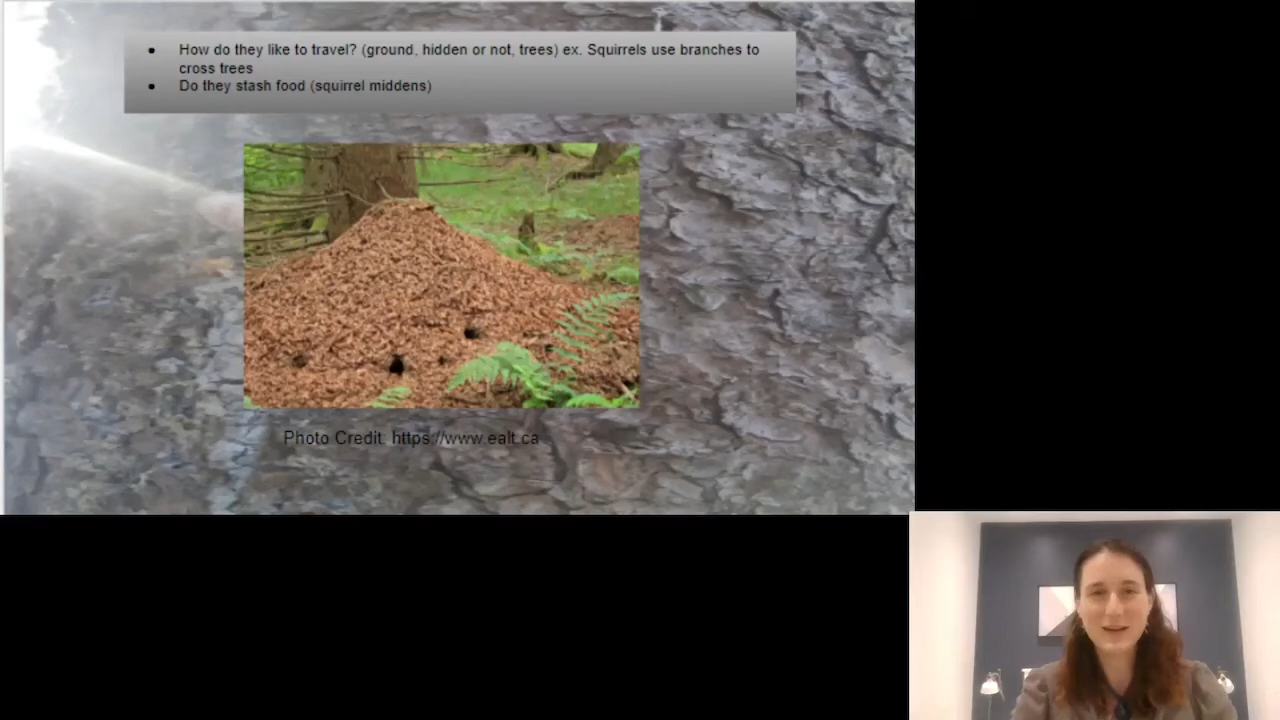 • How do they like to travel? (ground, hidden or not, trees) ex. Squirrels use branches to
cross trees
• Do they stash food (squirrel middens)
Photo Credit: https://www.ealt.ca